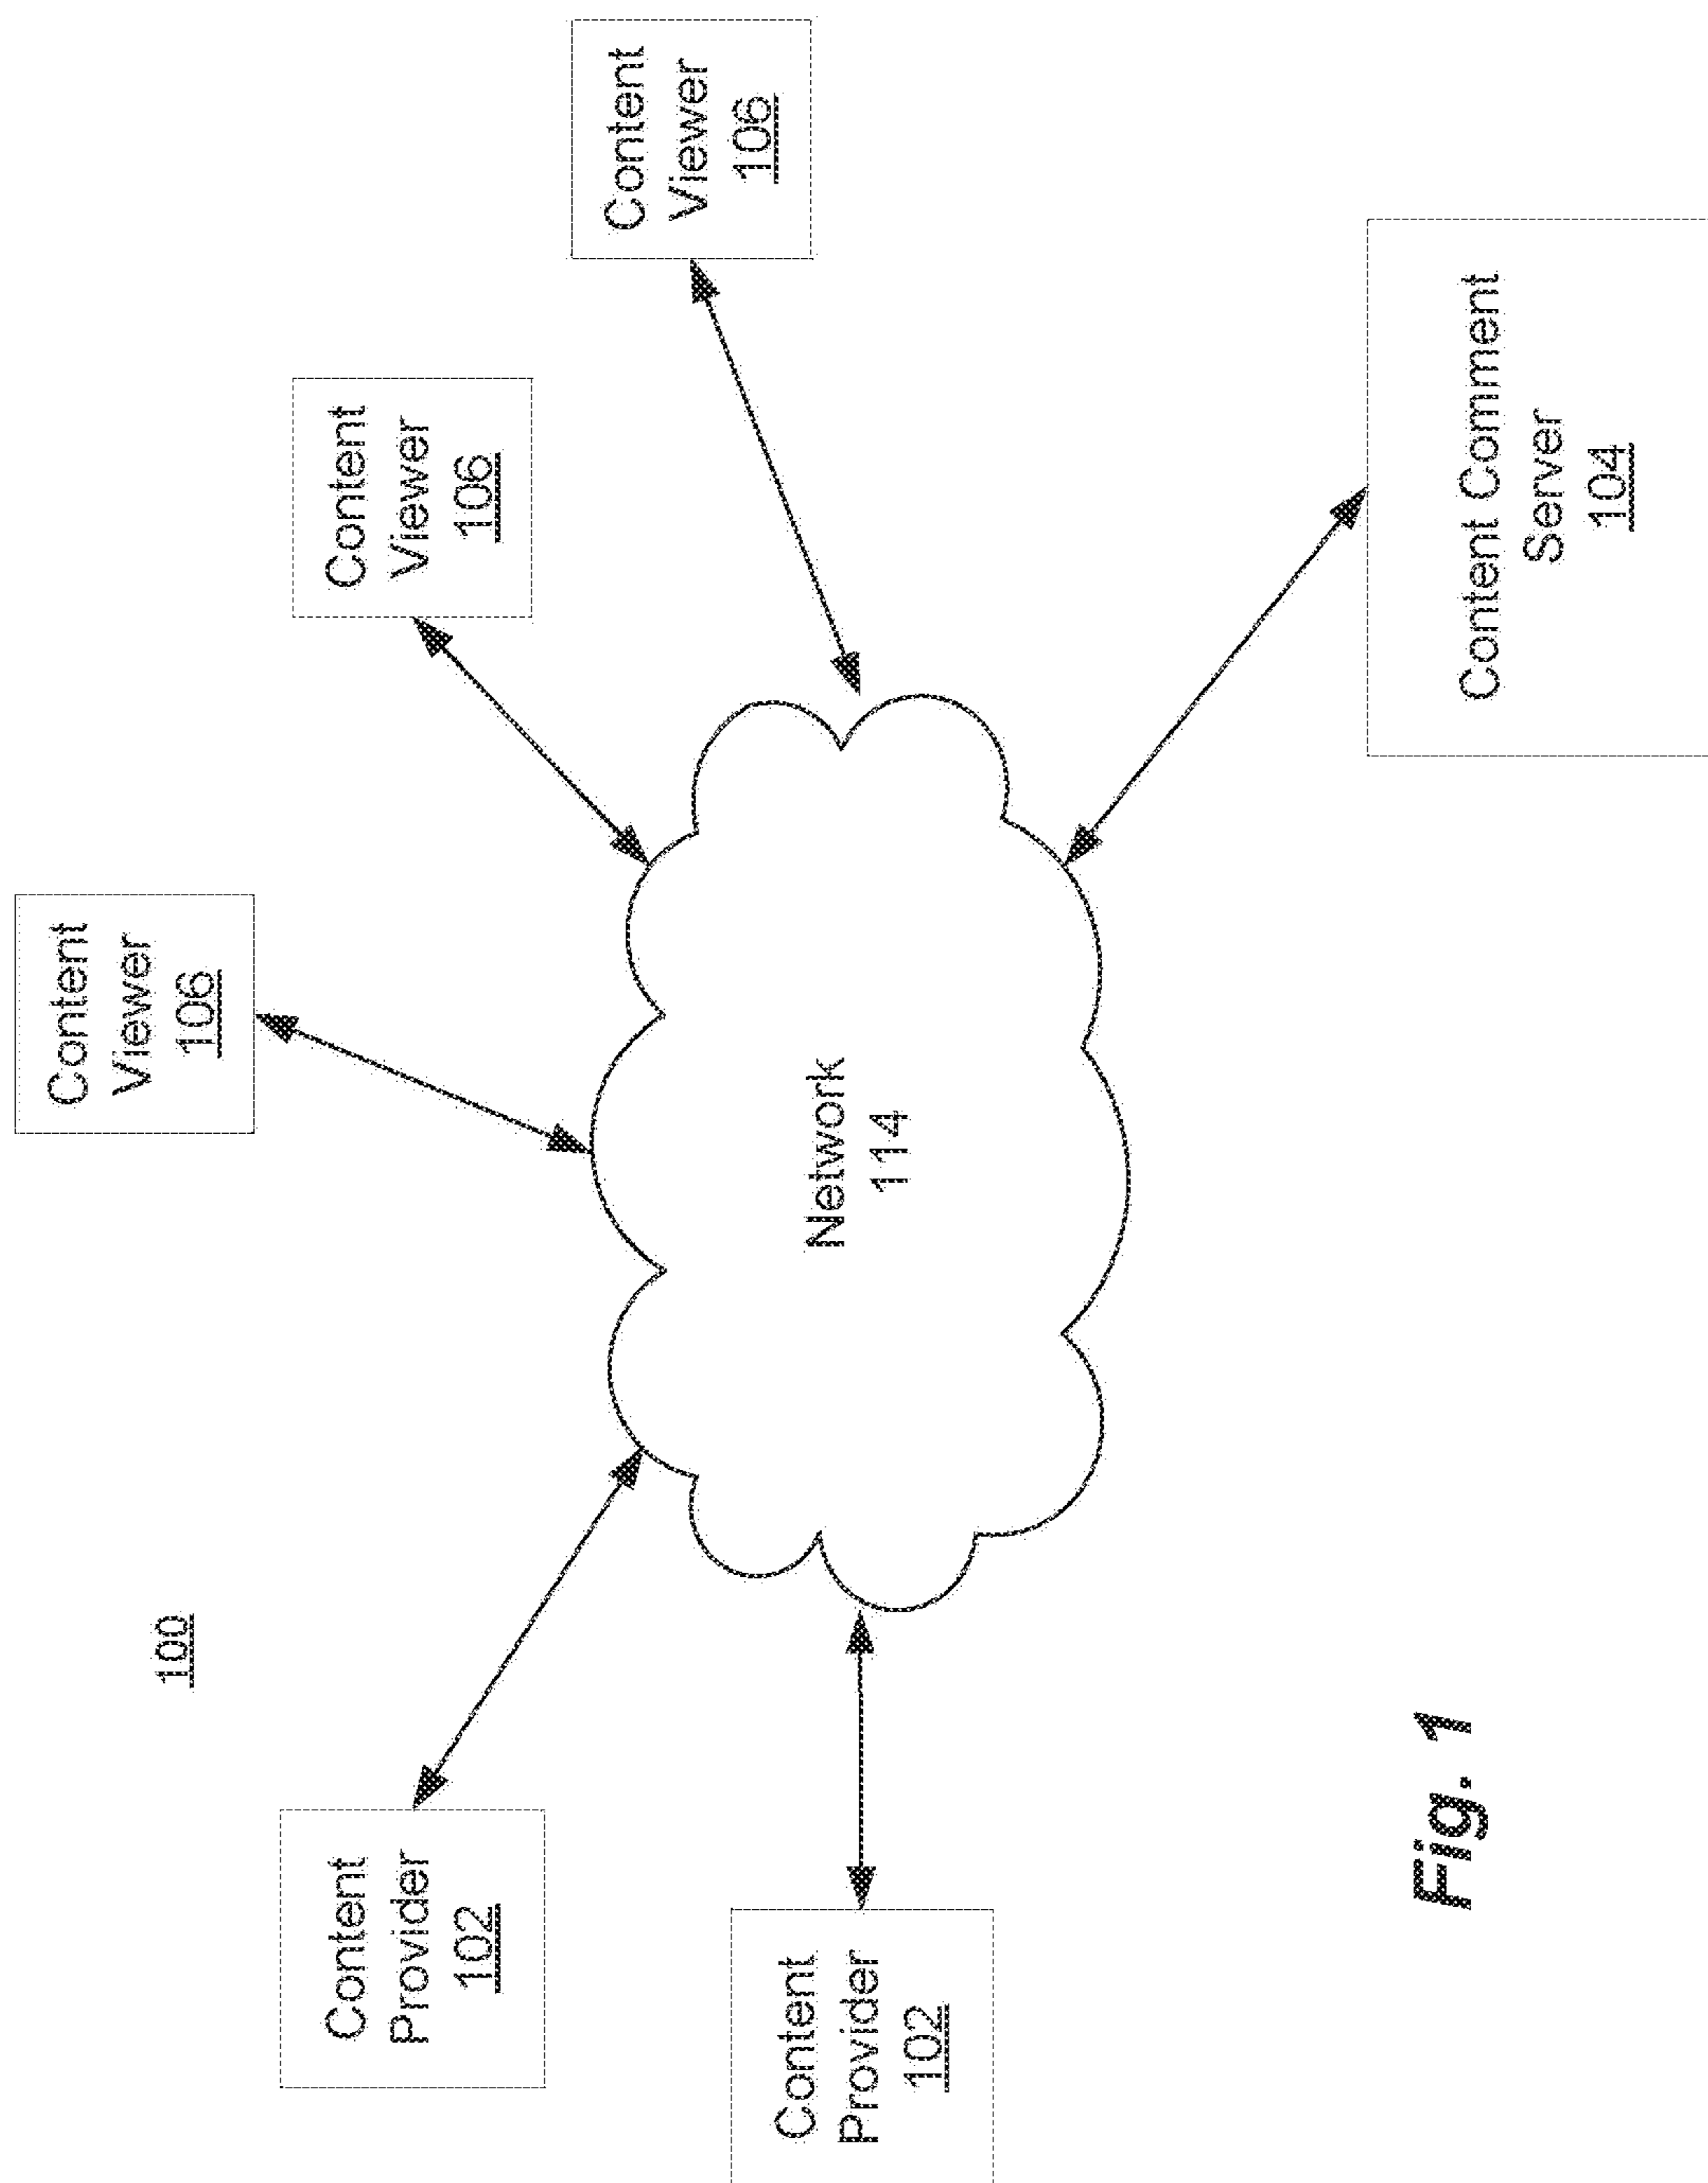 100
Content
Viewer
106
Content
Viewer
106
Content
Viewer
106
Content
Provider
102
Content
Provider
102
Network
114
Content Comment
Server
104
Fig. 1